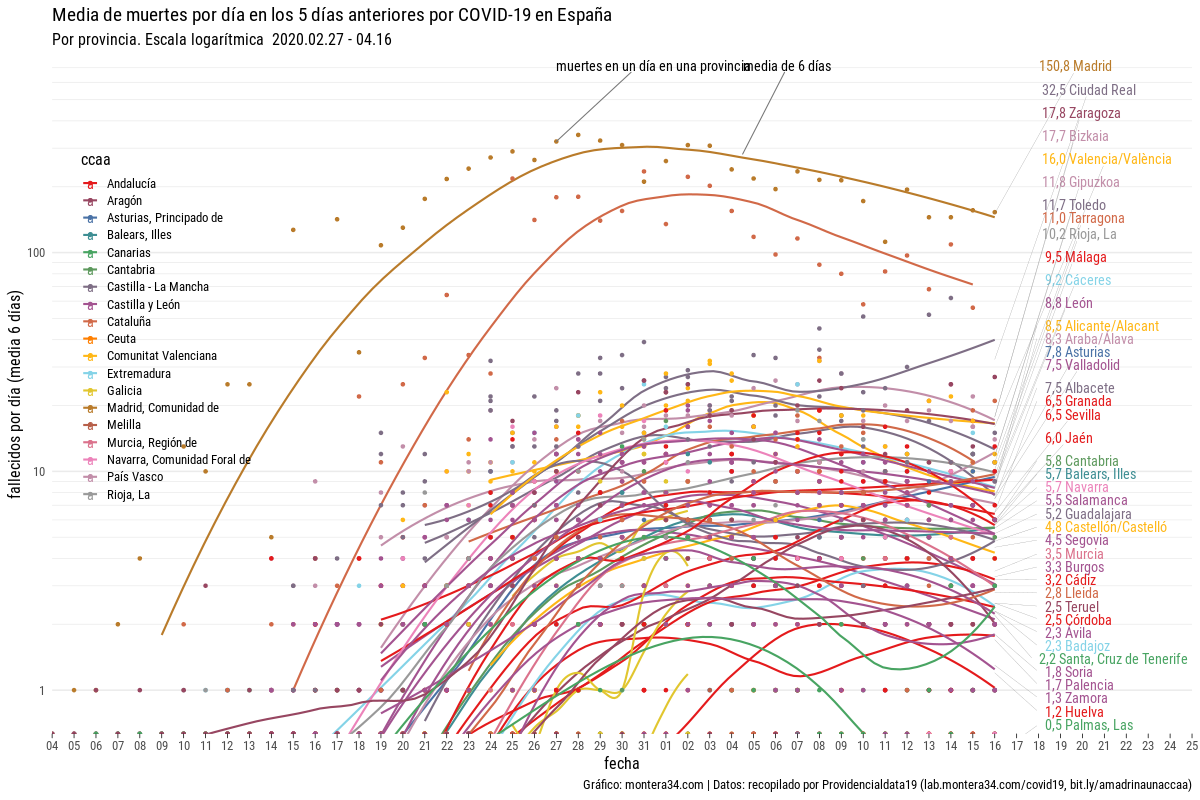 Media de muertes por día en los 5 días anteriores por COVID-19 en España
Por provincia. Escala logarítmica 2020.02.27 - 04.16
muertes en un día en una provincia
media de 6 días
ccaa
Andalucía
Aragón
Asturias, Principado de
Balears, Illes
Canarias
Cantabria
Castilla - La Mancha
Castilla y León
Cataluña
Ceuta
Comunitat Valenciana
Extremadura
Galicia
Madrid, Comunidad de
Melilla
Murcia, Región de
Navarra, Comunidad Foral de
País Vasco
Rioja, La
fallecidos por día (media 6 días)
100
10
1
150,8 Madrid
32,5 Ciudad Real
17,8 Zaragoza
17,7 Bizkaia
16,0 Valencia/València
11,8 Gipuzkoa
11,7 Toledo
11,0 Tarragona
10,2 Rioja, La
9,5 Málaga
9,2 Cáceres
8,8 León
8,5 Alicante/Alacant
8,3 Araba/Álava
7,8 Asturias
7,5 Valladolid
7,5 Albacete
6,5 Granada
6,5 Sevilla
6,0 Jaén
5,8 Cantabria
5,7 Balears, Illes
5,7 Navarra
5,5 Salamanca
5,2 Guadalajara
4,8 Castellón/Castelló
4,5 Segovia
3,5 Murcia
3,3 Burgos
3,2 Cádiz
2,8 Lleida
2,5 Teruel
2,5 Córdoba
2,3 Ávila
2,3 Badajoz
2,2 Santa, Cruz de Tenerife
1,8 Soria
1,7 Palencia
1,3 Zamora
1,2 Huelva
0,5 Palmas, Las
04 05 06 07 08 09 10 11 12 13 14 15 16 17 18 19 20 21 22 23 24 25 26 27 28 29 30 31 01 02 03 04 05 06 07 08 09 10 11 12 13 14 15 16 17 18 19 20 21 22 23 24 25
fecha
Gráfico: montera34.com | Datos: recopilado por Providencialdata19 (lab.montera34.com/covid19, bit.ly/amadrinaunaccaa)